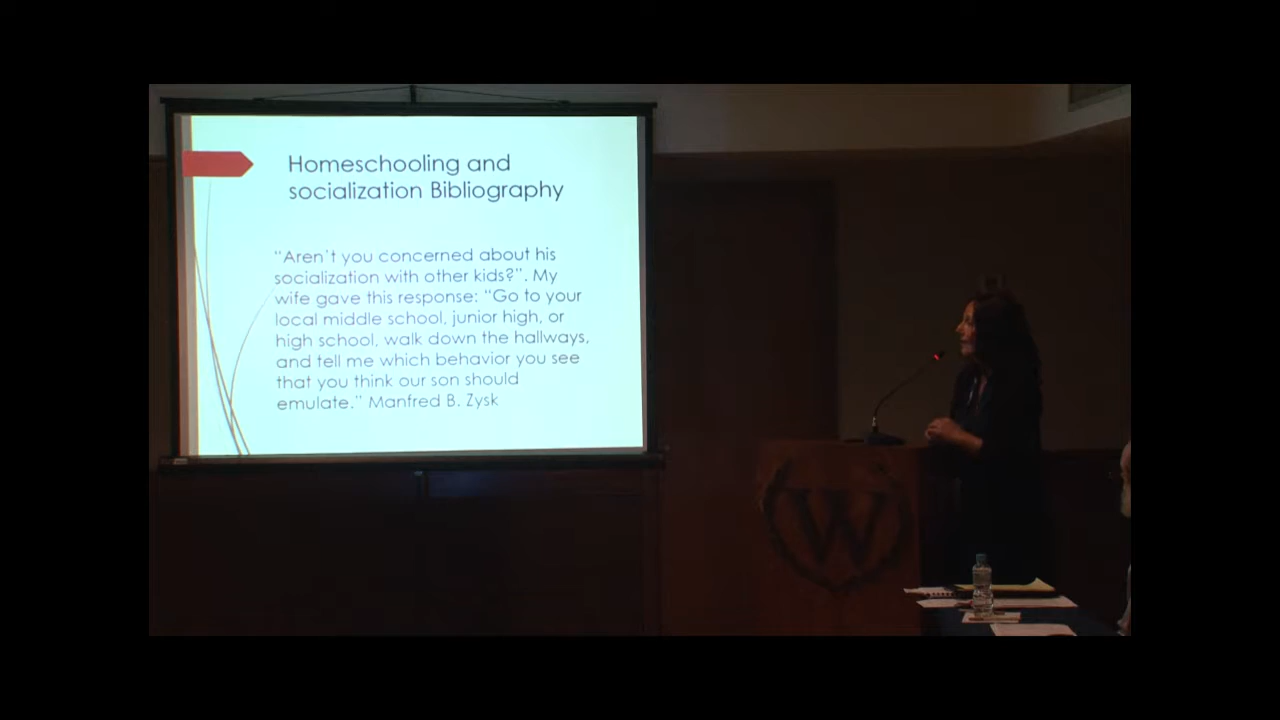 Homeschooling and
socialization Bibliography
"Aren't you concerned about his
socialization with other kids?". My
wife gave this response: "Go to your
local middle school, junior high, or
high school, walk down the hallways,
and tell me which behavior you see
that you think our son should
emulate." Manfred B. Zysk
W